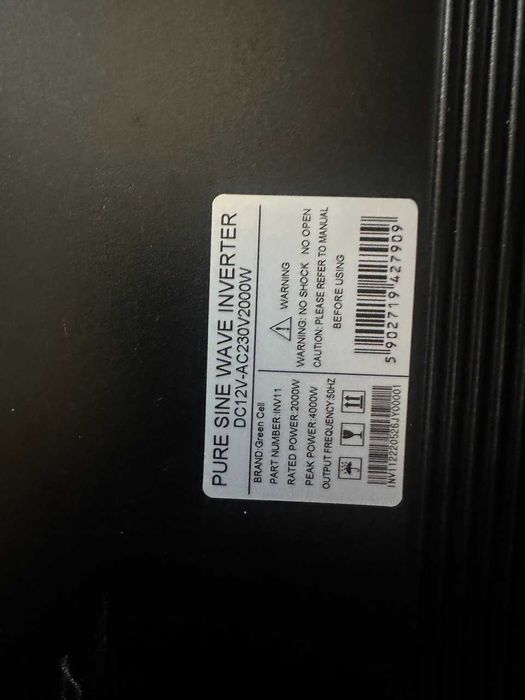 PURE SINE WAVE INVERTER
DC12V-AC230V2000W
BRAND:Green Cell
PART NUMBER:INV11
RATED POWER:2000W
PEAK POWER:4000W
OUTPUT FREQUENCY:50HZ
INV112220526JY00001
WARNING
WARNING: NO SHOCK NO OPEN
CAUTION: PLEASE REFER TO MANUAL
BEFORE USING
5 902719 427909